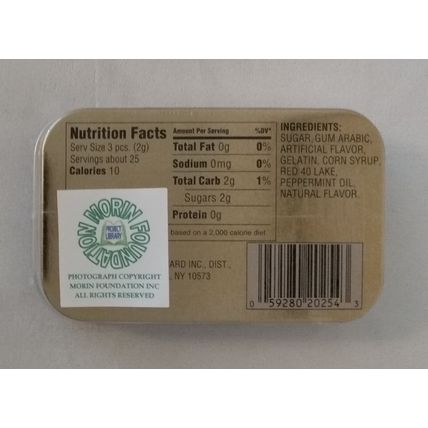 Nutrition Facts
Serv Size 3 pcs. (2g)
Servings about 25
Calories 10
Amount Per Serving %DV*
Total Fat 0g 0%
Sodium 0mg 0%
Total Carb 2g 1%
Sugars 2g
Protein 0g
based on a 2,000 calorie diet
INGREDIENTS:
SUGAR, GUM ARABIC,
ARTIFICIAL FLAVOR,
GELATIN, CORN SYRUP,
RED 40 LAKE,
PEPPERMINT OIL,
NATURAL FLAVOR.
MORIN FOUNDATION
PROJECT
LIBRARY
PHOTOGRAPH COPYRIGHT
MORIN FOUNDATION INC
ALL RIGHTS RESERVED
ARD INC., DIST.,
NY 10573
0 59280 20254 3